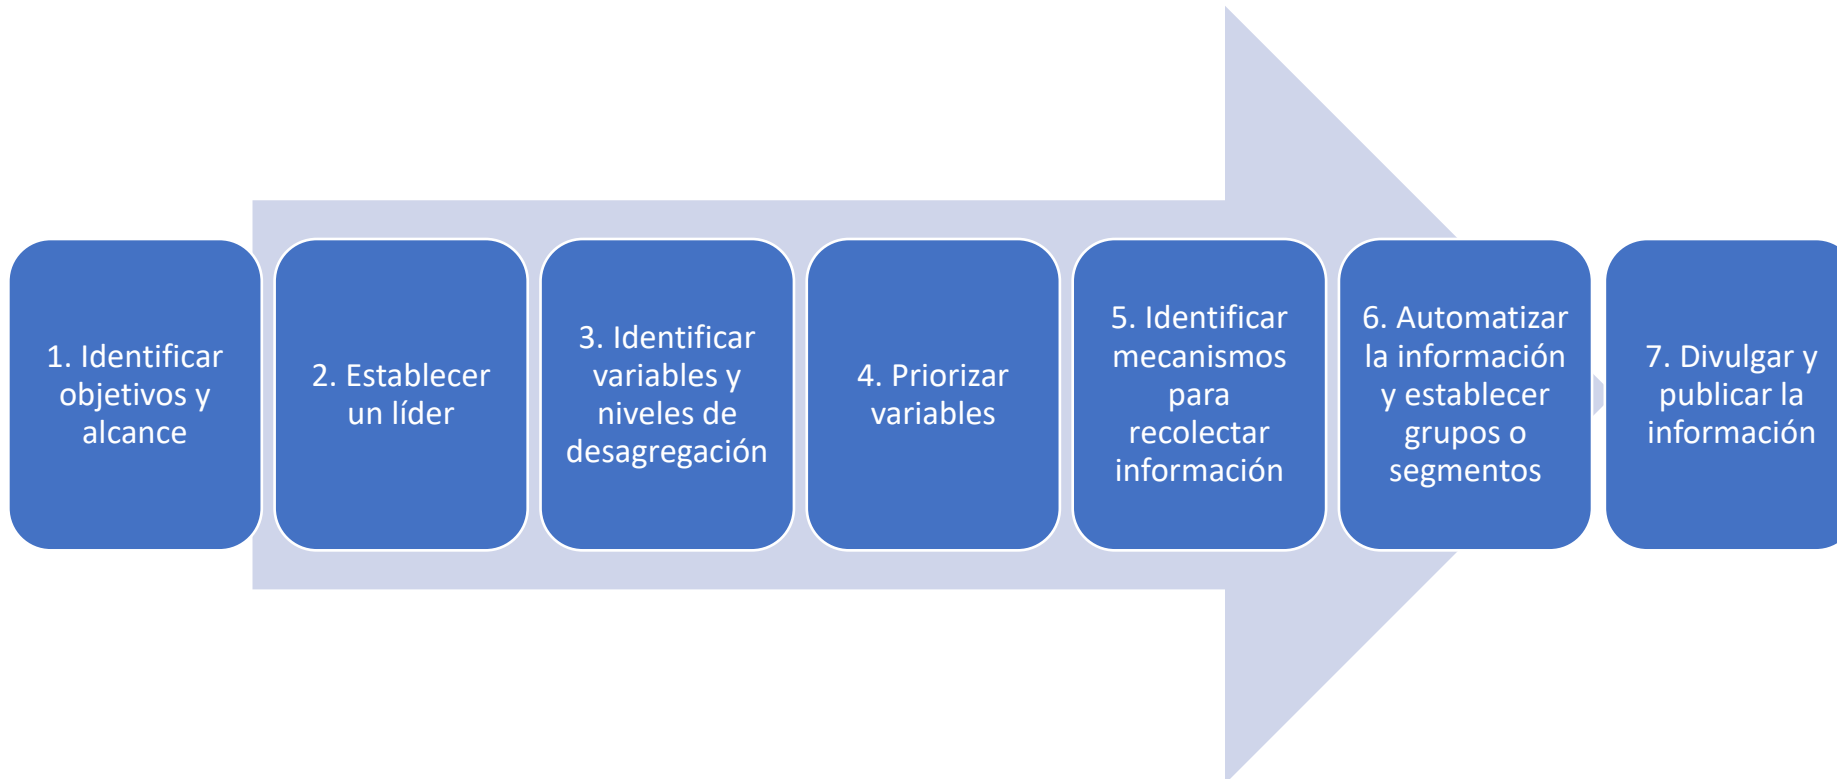 1. Identificar
objetivos y
alcance
2. Establecer
un líder
3. Identificar
variables y
niveles de
desagregación
4. Priorizar
variables
5. Identificar
mecanismos
para
recolectar
información
6. Automatizar
la información
y establecer
grupos o
segmentos
7. Divulgar y
publicar la
información